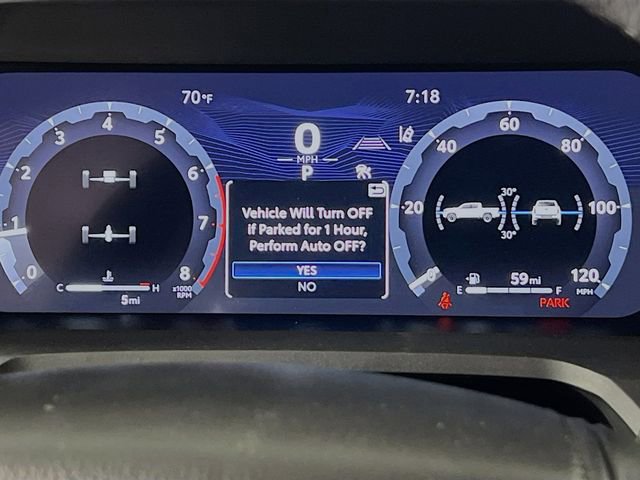 70°F
7:18
0
MPH
P
0
1
2
3
4
5
6
7
8
x1000
RPM
C
H
5mi
Vehicle Will Turn OFF
if Parked for 1 Hour,
Perform Auto OFF?
YES
NO
0
20
40
60
80
100
120
MPH
30°
30°
E
59mi
F
PARK